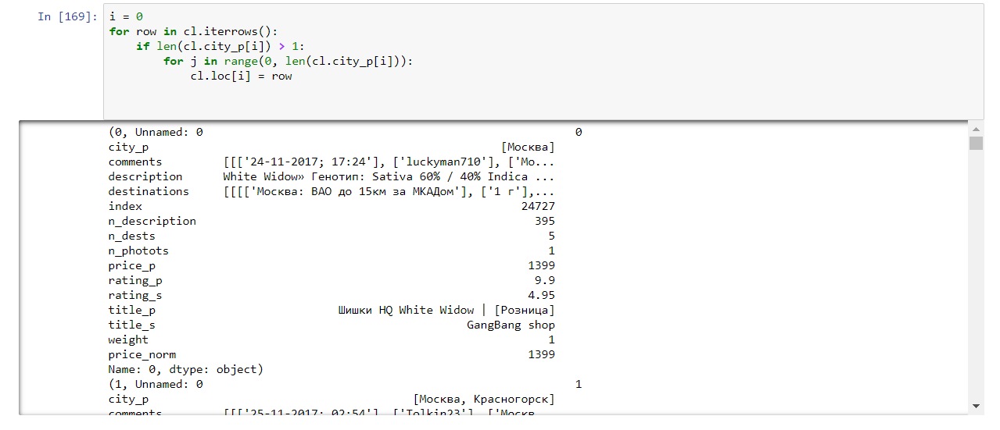 In [169]: i = 0
for row in cl.iterrows():
    if len(cl.city_p[i]) > 1:
        for j in range(0, len(cl.city_p[i])):
            cl.loc[i] = row
(0, Unnamed: 0                                                        0
city_p                                                     [Москва]
comments         [[['24-11-2017; 17:24'], ['luckyman710'], ['Мо...
description      White Widow» Генотип: Sativa 60% / 40% Indica ...
destinations     [[[['Москва: ВАО до 15км за МКАДом'], ['1 г'],...
index                                                         24727
n_description                                                   395
n_dests                                                           5
n_photots                                                         1
price_p                                                        1399
rating_p                                                        9.9
rating_s                                                       4.95
title_p                            Шишки HQ White Widow | [Розница]
title_s                                               GangBang shop
weight                                                            1
price_norm                                                     1399
Name: 0, dtype: object)
(1, Unnamed: 0                                                        1
city_p                                        [Москва, Красногорск]
comments         [[['25-11-2017; 02:54'], ['Tolkin23'], ['Моск